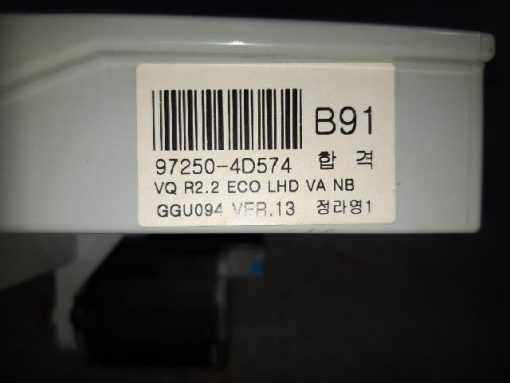 B91
97250-4D574 합 격
VQ R2.2 ECO LHD VA NB
GGU094 VER.13 정라영1